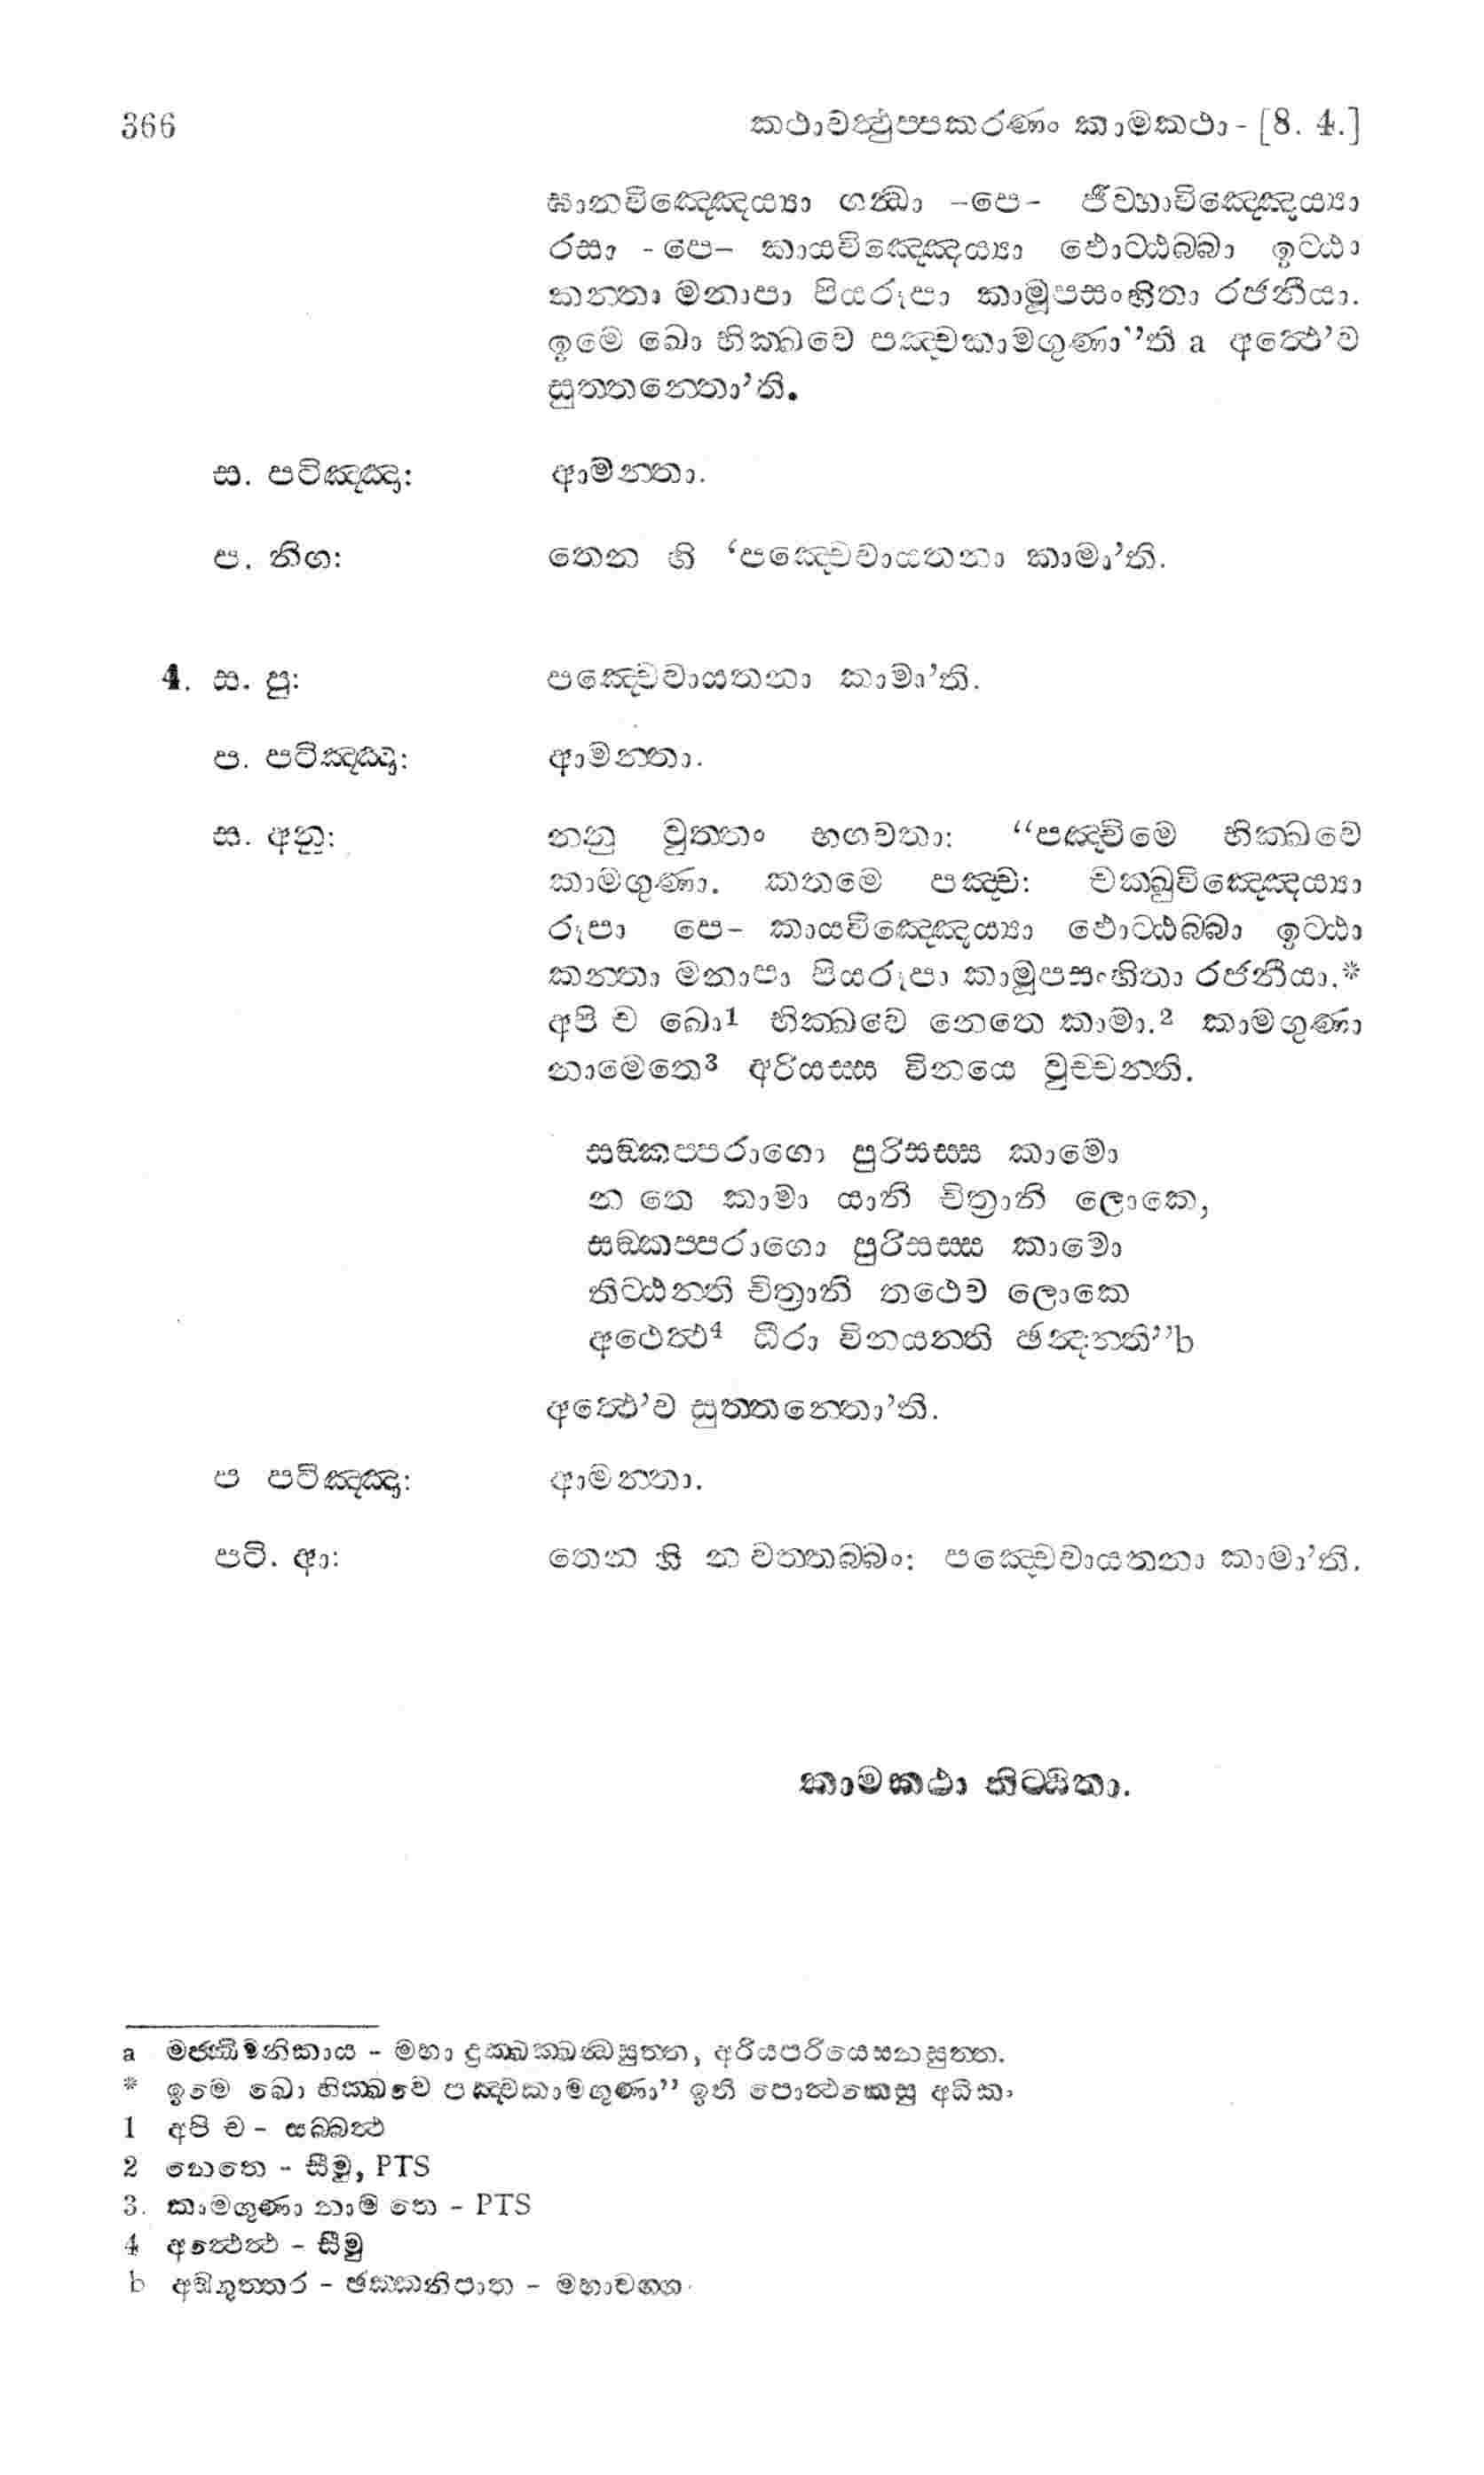 366 කථාවත්ථුප්පකරණං කාමකථා - [8. 4.]
ඝානවිඤ්ඤෙය්‍යා ගන්ධා -පෙ- ජීව්හාවිඤ්ඤෙය්‍යා
රසා -පෙ- කායවිඤ්ඤෙය්‍යා ඵොට්ඨබ්බා ඉට්ඨා
කන්තා මනාපා පියරූපා කාමූපසංහිතා රජනීයා.
ඉමෙ ඛො භික්ඛවෙ පඤ්චකාමගුණා”ති a අත්ථෙ’ව
සුත්තන්තො’ති.
ස. පටිඤ්ඤා: ආමන්තා.
ප. නිග: තෙන හි ‘පඤ්චෙවායතනා කාමා’ති.
4. ස. පු: පඤ්චෙවායතනා කාමා’ති.
ප. පටිඤ්ඤා: ආමන්තා.
ස. අනු: නනු වුත්තං භගවතා: “පඤ්චිමෙ භික්ඛවෙ
කාමගුණා. කතමෙ පඤ්ච: චක්ඛුවිඤ්ඤෙය්‍යා
රූපා පෙ- කායවිඤ්ඤෙය්‍යා ඵොට්ඨබ්බා ඉට්ඨා
කන්තා මනාපා පියරූපා කාමූපසංහිතා රජනීයා.*
අපි ච ඛො1 භික්ඛවෙ නෙතෙ කාමා.2 කාමගුණා
නාමෙතෙ3 අරියස්ස විනයෙ වුච්චන්ති.
සඞ්කප්පරාගො පුරිසස්ස කාමො
න තෙ කාමා යානි චිත්‍රානි ලොකෙ,
සඞ්කප්පරාගො පුරිසස්ස කාමො
තිට්ඨන්ති චිත්‍රානි තථෙව ලොකෙ
අථෙත්ථ4 ධීරා විනයන්ති ඡන්දන්ති”b
අත්ථෙ’ව සුත්තන්තො’ති.
ප පටිඤ්ඤා: ආමන්තා.
පටි. ආ: තෙන හි න වත්තබ්බං: පඤ්චෙවායතනා කාමා’ති.
කාමකථා නිට්ඨිතා.
a මජ්ඣිමනිකාය - මහා දුක්ඛක්ඛන්ධසුත්ත, අරියපරියෙසනසුත්ත.
* ඉමෙ ඛො භික්ඛවෙ පඤ්චකාමගුණා” ඉති පොත්ථකෙසු අධික
1 අපි ච - සබ්බත්ථ
2 තෙතෙ - සීමු, PTS
3. කාමගුණා නාම තෙ - PTS
4 අත්ථෙත්ථ - සීමු
b අඞ්ගුත්තර - ඡක්කනිපාත - මහාවග්ග